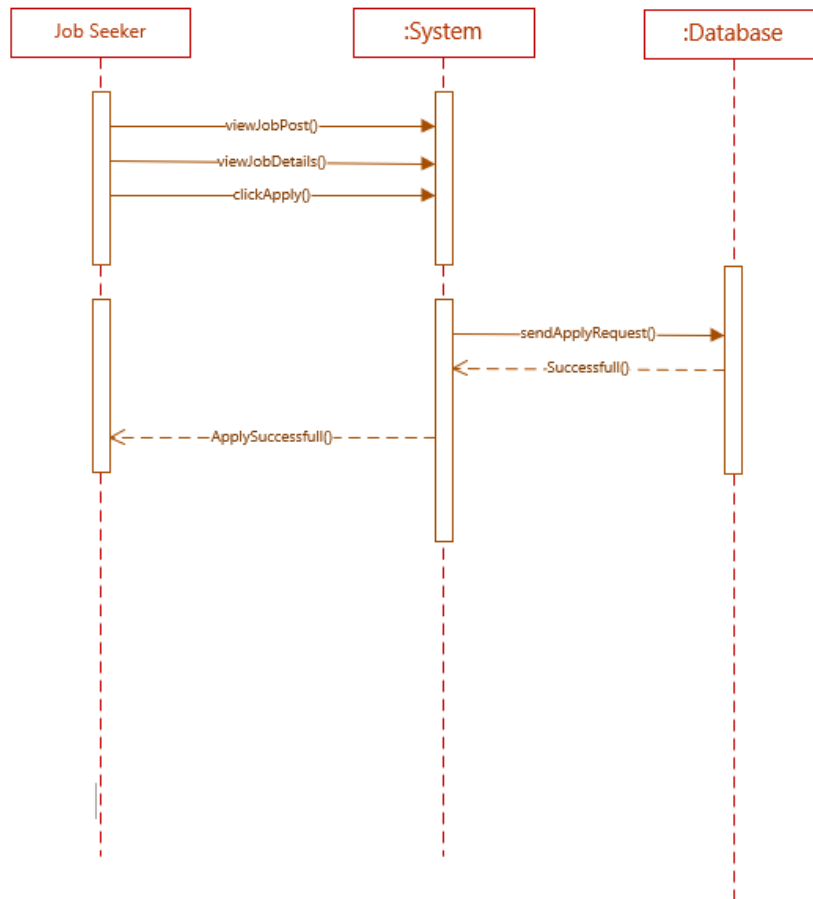 Job Seeker
:System
:Database
viewJobPost()
viewJobDetails()
clickApply()
sendApplyRequest()
Successfull()
ApplySuccessfull()